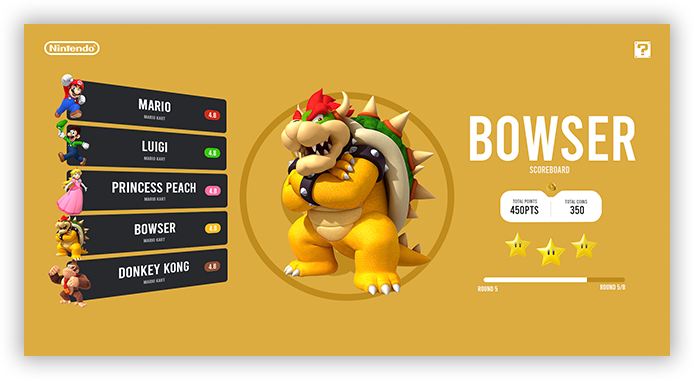 Nintendo
?
MARIO
MARIO KART
4.8
LUIGI
MARIO KART
4.8
PRINCESS PEACH
MARIO KART
4.8
BOWSER
MARIO KART
4.8
DONKEY KONG
MARIO KART
4.8
BOWSER
SCOREBOARD
TOTAL POINTS
450PTS
TOTAL COINS
350
ROUND 5
ROUND 5/8